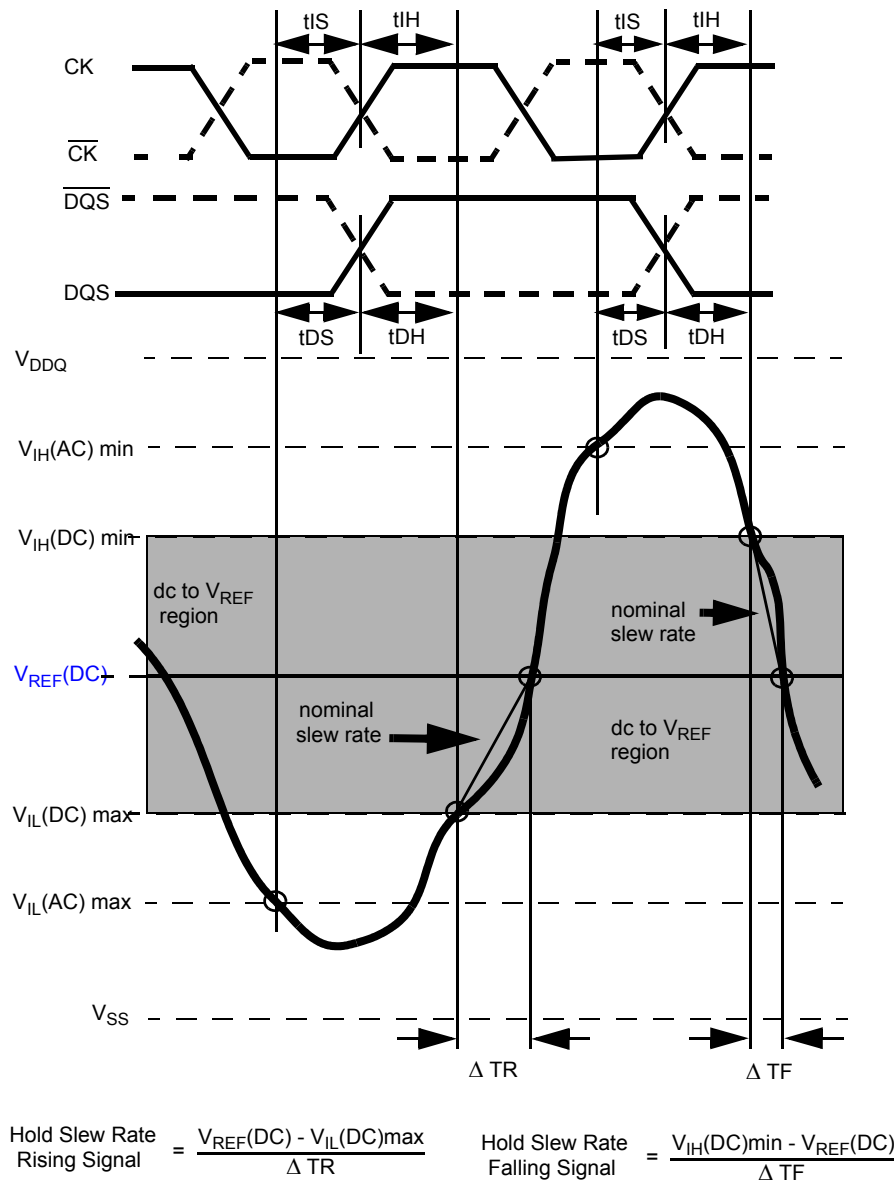 tIS tIH tIS tIH
CK
C̅K̅
D̅Q̅S̅
DQS
tDS tDH tDS tDH
VDDQ
VIH(AC) min
VIH(DC) min
dc to VREF
region
nominal
slew rate
VREF(DC)
nominal
slew rate
dc to VREF
region
VIL(DC) max
VIL(AC) max
VSS
Δ TR Δ TF
Hold Slew Rate
Rising Signal = VREF(DC) - VIL(DC)max
Δ TR
Hold Slew Rate
Falling Signal = VIH(DC)min - VREF(DC)
Δ TF